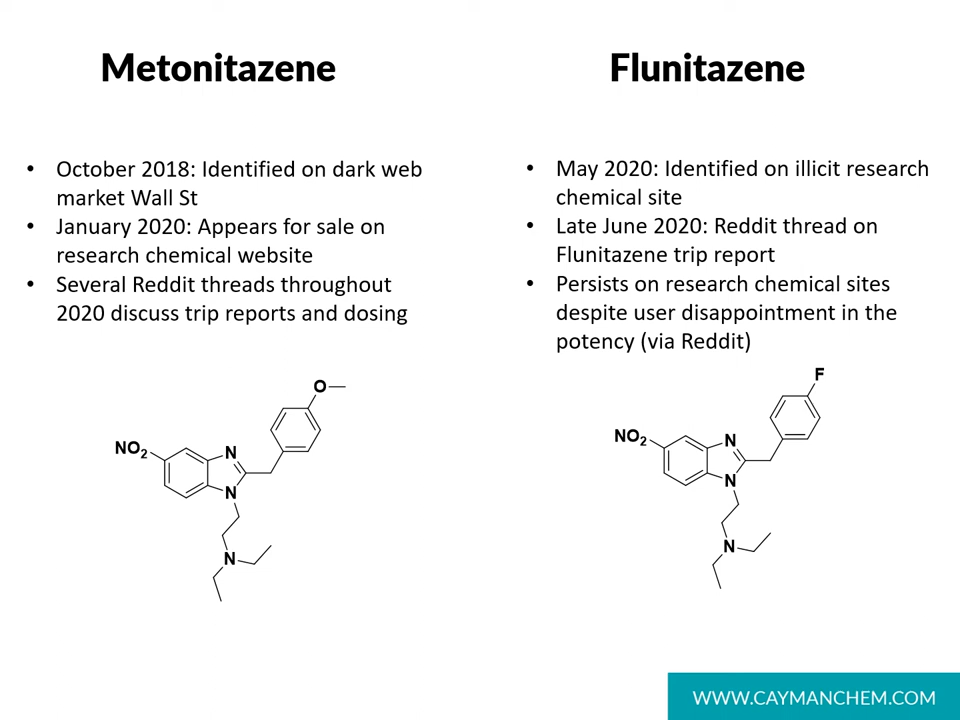 Metonitazene
• October 2018: Identified on dark web
market Wall St
• January 2020: Appears for sale on
research chemical website
• Several Reddit threads throughout
2020 discuss trip reports and dosing
O
NO2
N
N
N
Flunitazene
• May 2020: Identified on illicit research
chemical site
• Late June 2020: Reddit thread on
Flunitazene trip report
• Persists on research chemical sites
despite user disappointment in the
potency (via Reddit)
F
NO2
N
N
N
WWW.CAYMANCHEM.COM